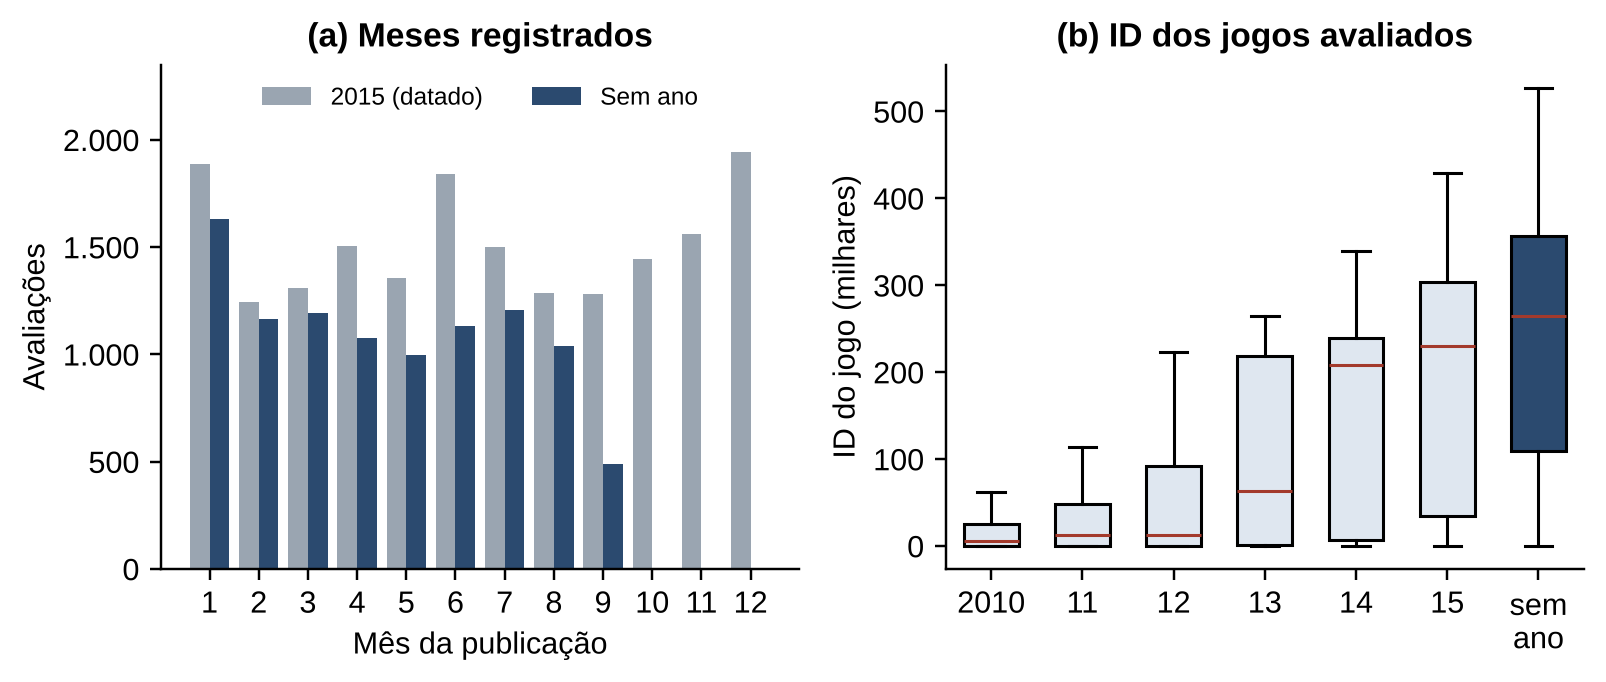 (a) Meses registrados
2015 (datado) Sem ano
Avaliações
2.000
1.500
1.000
500
0
1 2 3 4 5 6 7 8 9 10 11 12
Mês da publicação
(b) ID dos jogos avaliados
ID do jogo (milhares)
500
400
300
200
100
0
2010 11 12 13 14 15 sem
ano